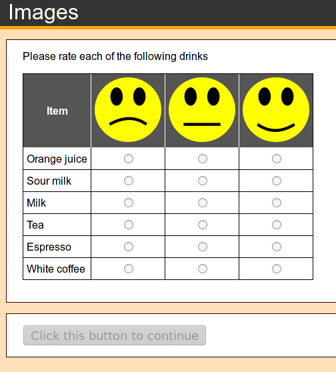 Images
Please rate each of the following drinks
Item
Orange juice
Sour milk
Milk
Tea
Espresso
White coffee
Click this button to continue